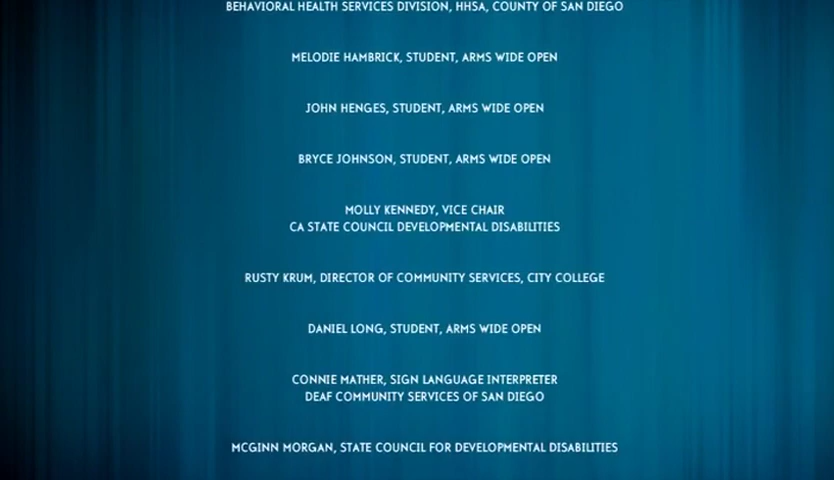 BEHAVIORAL HEALTH SERVICES DIVISION, HHSA, COUNTY OF SAN DIEGO
MELODIE HAMBRICK, STUDENT, ARMS WIDE OPEN
JOHN HENGES, STUDENT, ARMS WIDE OPEN
BRYCE JOHNSON, STUDENT, ARMS WIDE OPEN
MOLLY KENNEDY, VICE CHAIR
CA STATE COUNCIL DEVELOPMENTAL DISABILITIES
RUSTY KRUM, DIRECTOR OF COMMUNITY SERVICES, CITY COLLEGE
DANIEL LONG, STUDENT, ARMS WIDE OPEN
CONNIE MATHER, SIGN LANGUAGE INTERPRETER
DEAF COMMUNITY SERVICES OF SAN DIEGO
MCGINN MORGAN, STATE COUNCIL FOR DEVELOPMENTAL DISABILITIES